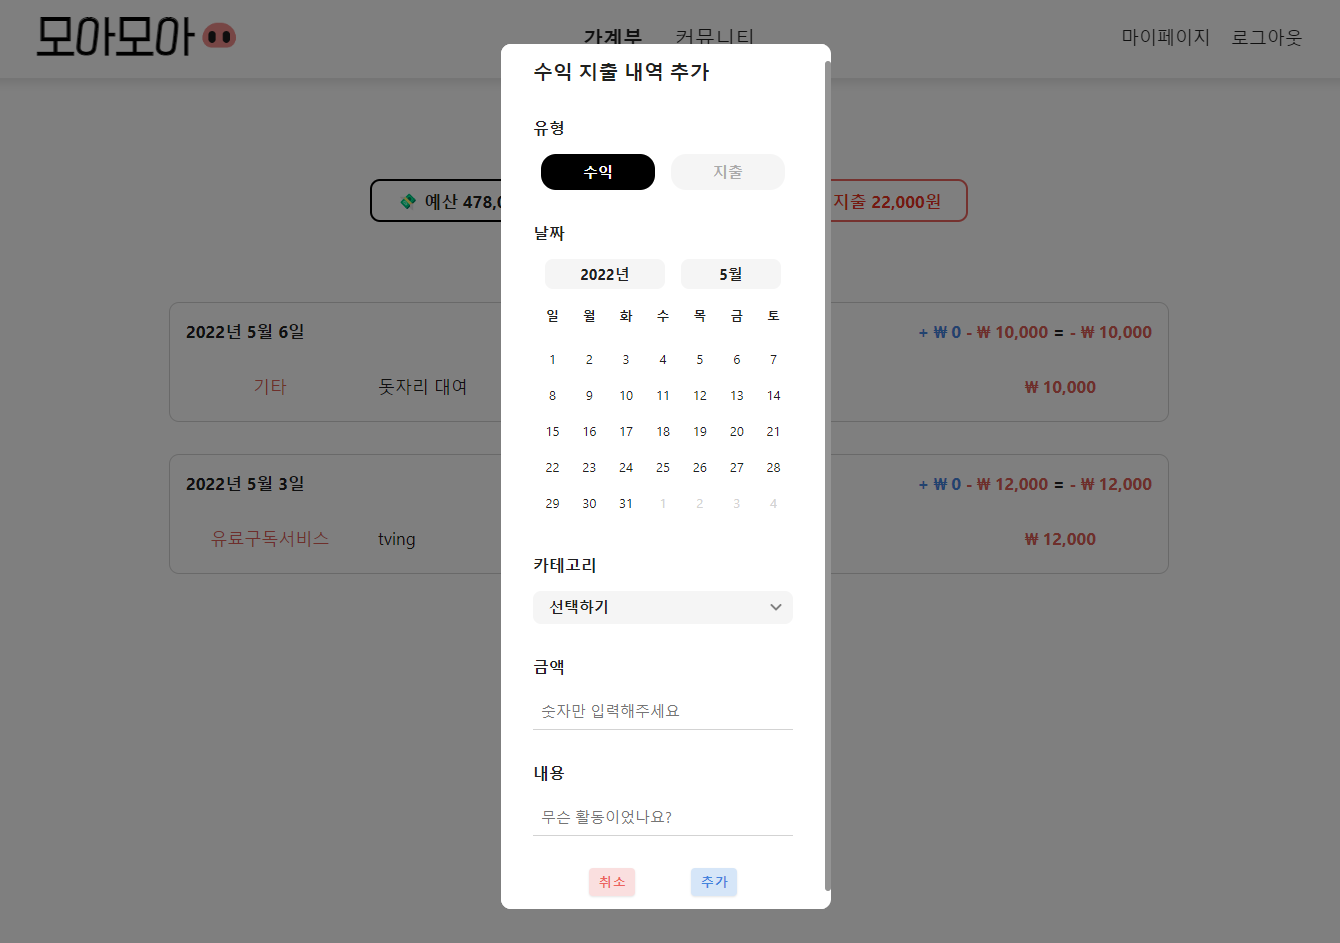 모아모아
가계부 커뮤니티
마이페이지 로그아웃
예산 478,0
지출 22,000원
2022년 5월 6일
+ ₩ 0 - ₩ 10,000 = - ₩ 10,000
기타 돗자리 대여
₩ 10,000
2022년 5월 3일
+ ₩ 0 - ₩ 12,000 = - ₩ 12,000
유료구독서비스 tving
₩ 12,000
수익 지출 내역 추가
유형
수익 지출
날짜
2022년 5월
일 월 화 수 목 금 토
1 2 3 4 5 6 7
8 9 10 11 12 13 14
15 16 17 18 19 20 21
22 23 24 25 26 27 28
29 30 31 1 2 3 4
카테고리
선택하기
금액
숫자만 입력해주세요
내용
무슨 활동이었나요?
취소 추가